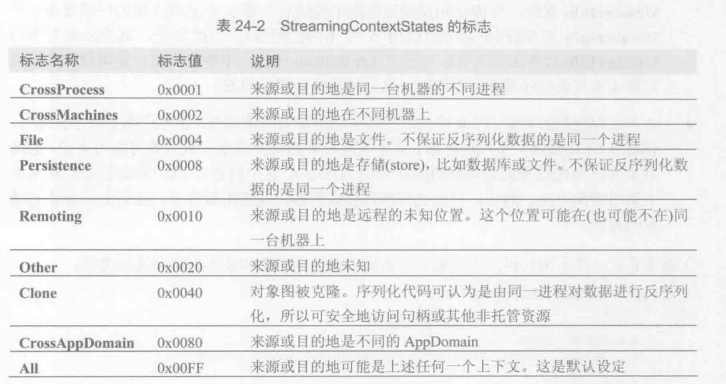 表 24-2 StreamingContextStates 的标志
标志名称 标志值 说明
CrossProcess 0x0001 来源或目的地是同一台机器的不同进程
CrossMachines 0x0002 来源或目的地在不同机器上
File 0x0004 来源或目的地是文件。不保证反序列化数据的是同一个进程
Persistence 0x0008 来源或目的地是存储(store)，比如数据库或文件。不保证反序列化数
据的是同一个进程
Remoting 0x0010 来源或目的地是远程的未知位置。这个位置可能在(也可能不在)同
一台机器上
Other 0x0020 来源或目的地未知
Clone 0x0040 对象图被克隆。序列化代码可认为是由同一进程对数据进行反序列
化，所以可安全地访问句柄或其他非托管资源
CrossAppDomain 0x0080 来源或目的地是不同的 AppDomain
All 0x00FF 来源或目的地可能是上述任何一个上下文。这是默认设定